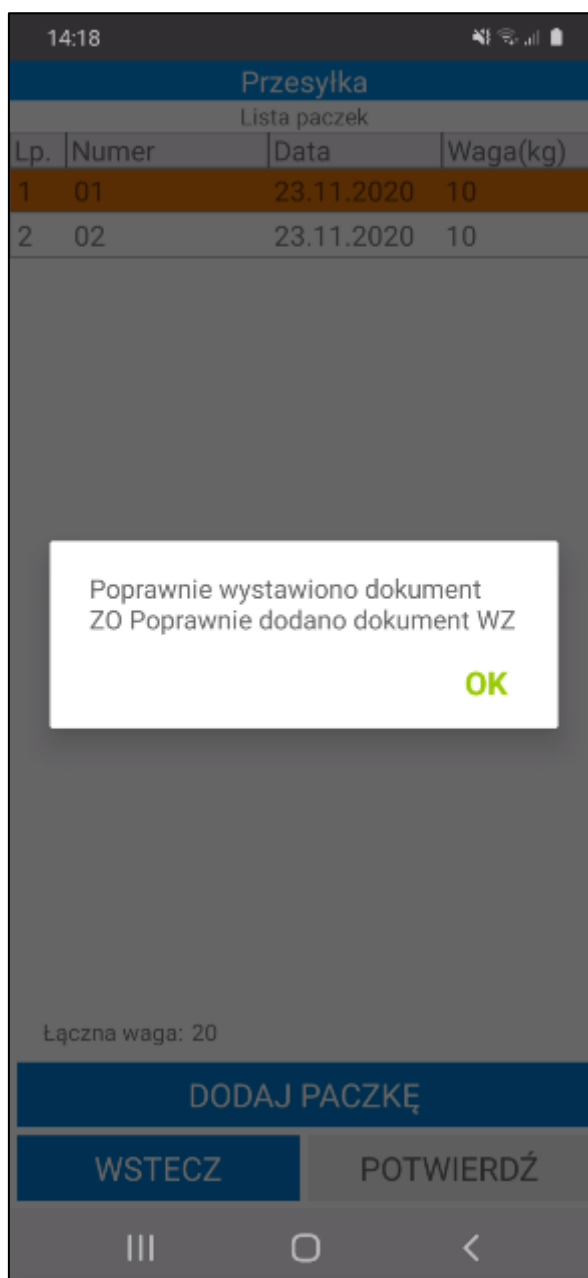 14:18
Przesyłka
Lista paczek
Lp. Numer Data Waga(kg)
1 01 23.11.2020 10
2 02 23.11.2020 10
Poprawnie wystawiono dokument
ZO Poprawnie dodano dokument WZ
OK
Łączna waga: 20
DODAJ PACZKĘ
WSTECZ POTWIERDŹ